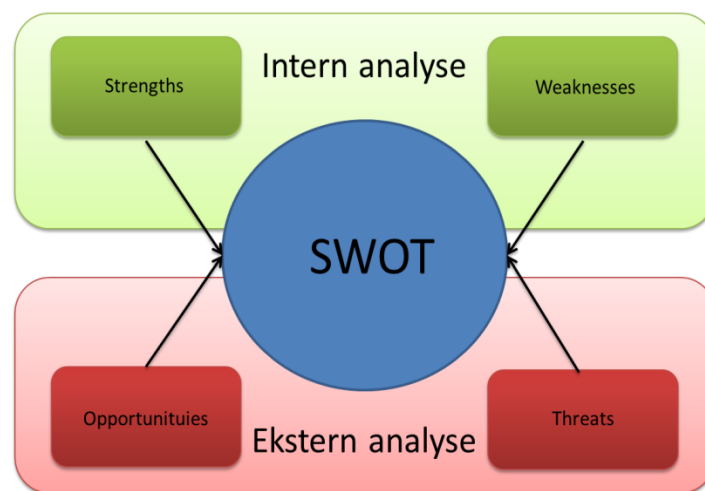 Intern analyse
Strengths
Weaknesses
SWOT
Opportunituies
Threats
Ekstern analyse